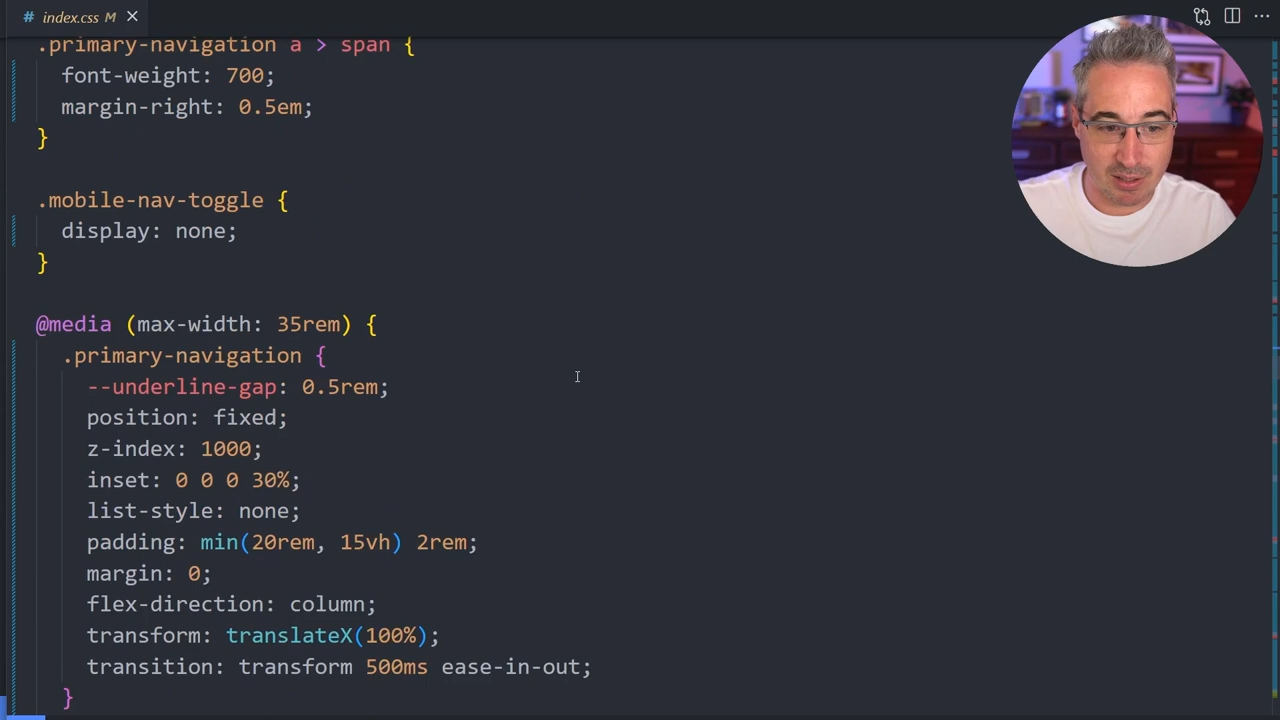 # index.css M
.primary-navigation a > span {
font-weight: 700;
margin-right: 0.5em;
}
.mobile-nav-toggle {
display: none;
}
@media (max-width: 35rem) {
.primary-navigation {
--underline-gap: 0.5rem;
position: fixed;
z-index: 1000;
inset: 0 0 0 30%;
list-style: none;
padding: min(20rem, 15vh) 2rem;
margin: 0;
flex-direction: column;
transform: translateX(100%);
transition: transform 500ms ease-in-out;
}